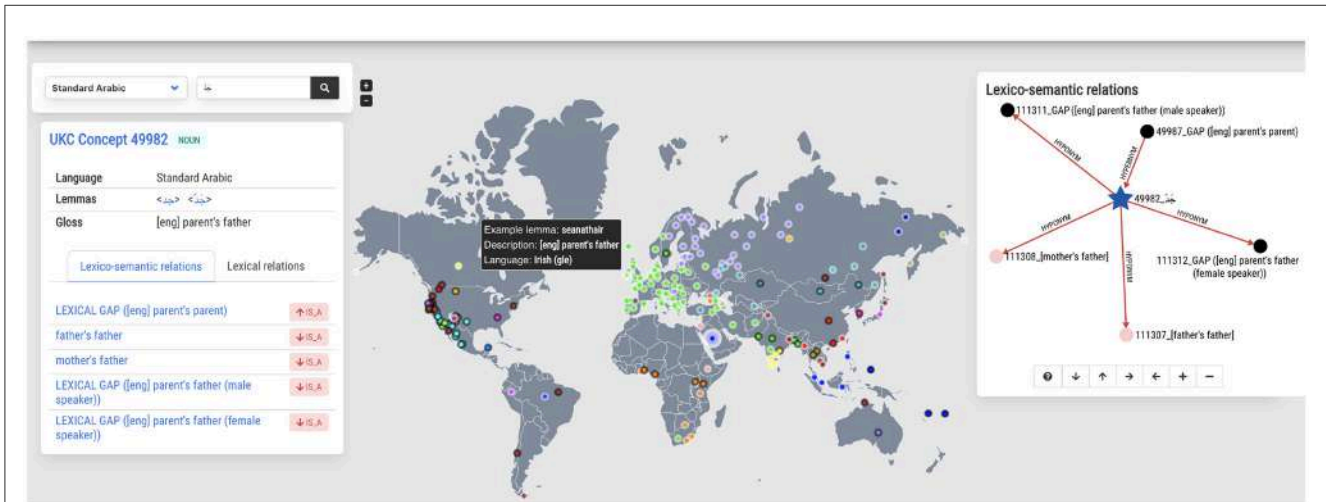 Standard Arabic
جد
UKC Concept 49982 NOUN
Language Standard Arabic
Lemmas <جد> <جَدّ>
Gloss [eng] parent's father
Lexico-semantic relations Lexical relations
LEXICAL GAP ([eng] parent's parent) ↑IS_A
father's father ↓IS_A
mother's father ↓IS_A
LEXICAL GAP ([eng] parent's father (male
speaker)) ↓IS_A
LEXICAL GAP ([eng] parent's father (female
speaker)) ↓IS_A
+
−
Example lemma: seanathair
Description: [eng] parent's father
Language: Irish (gle)
Lexico-semantic relations
111311_GAP ([eng] parent's father (male speaker))
49987_GAP ([eng] parent's parent)
HYPONYM
HYPERNYM
49982_جَدّ
HYPONYM
HYPONYM
111308_[mother's father]
HYPONYM
111312_GAP ([eng] parent's father
(female speaker))
111307_[father's father]
? ↓ ↑ → ← + −